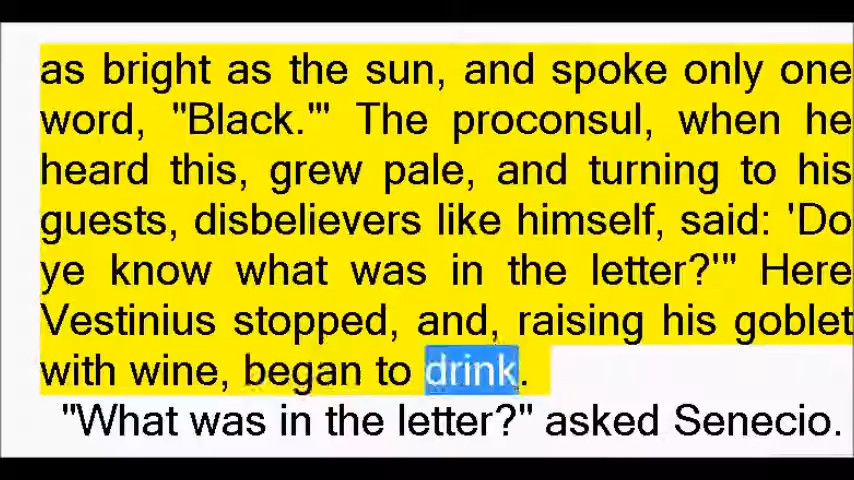 as bright as the sun, and spoke only one
word, "Black.'" The proconsul, when he
heard this, grew pale, and turning to his
guests, disbelievers like himself, said: 'Do
ye know what was in the letter?'" Here
Vestinius stopped, and, raising his goblet
with wine, began to drink.
"What was in the letter?" asked Senecio.